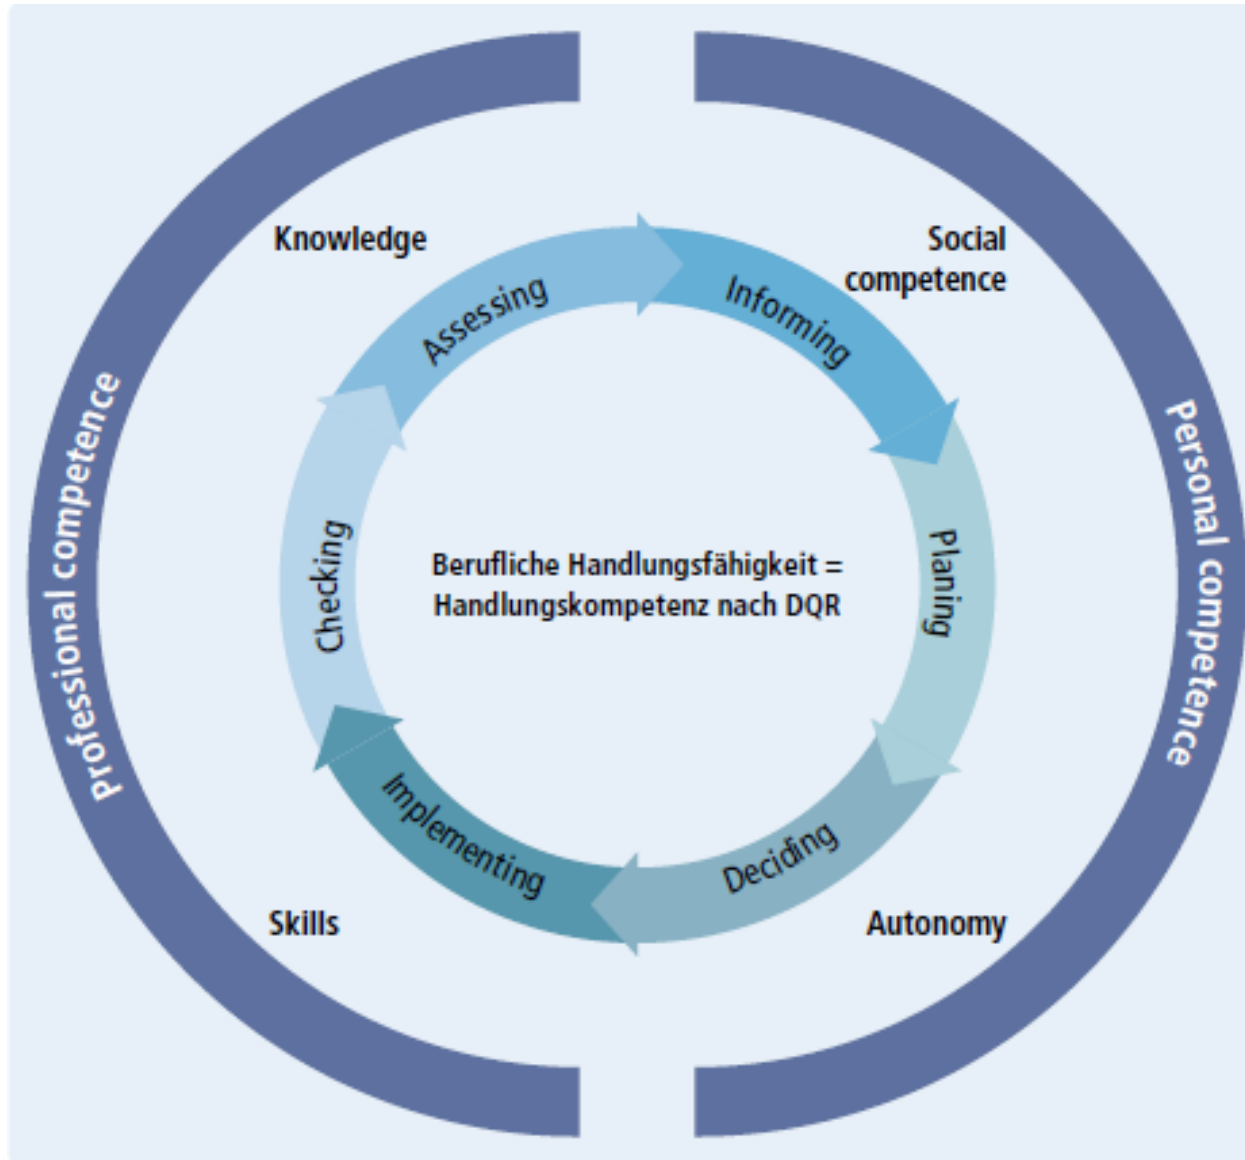 Professional competence
Personal competence
Knowledge
Social
competence
Assessing
Informing
Planing
Deciding
Implementing
Checking
Berufliche Handlungsfähigkeit =
Handlungskompetenz nach DQR
Skills
Autonomy